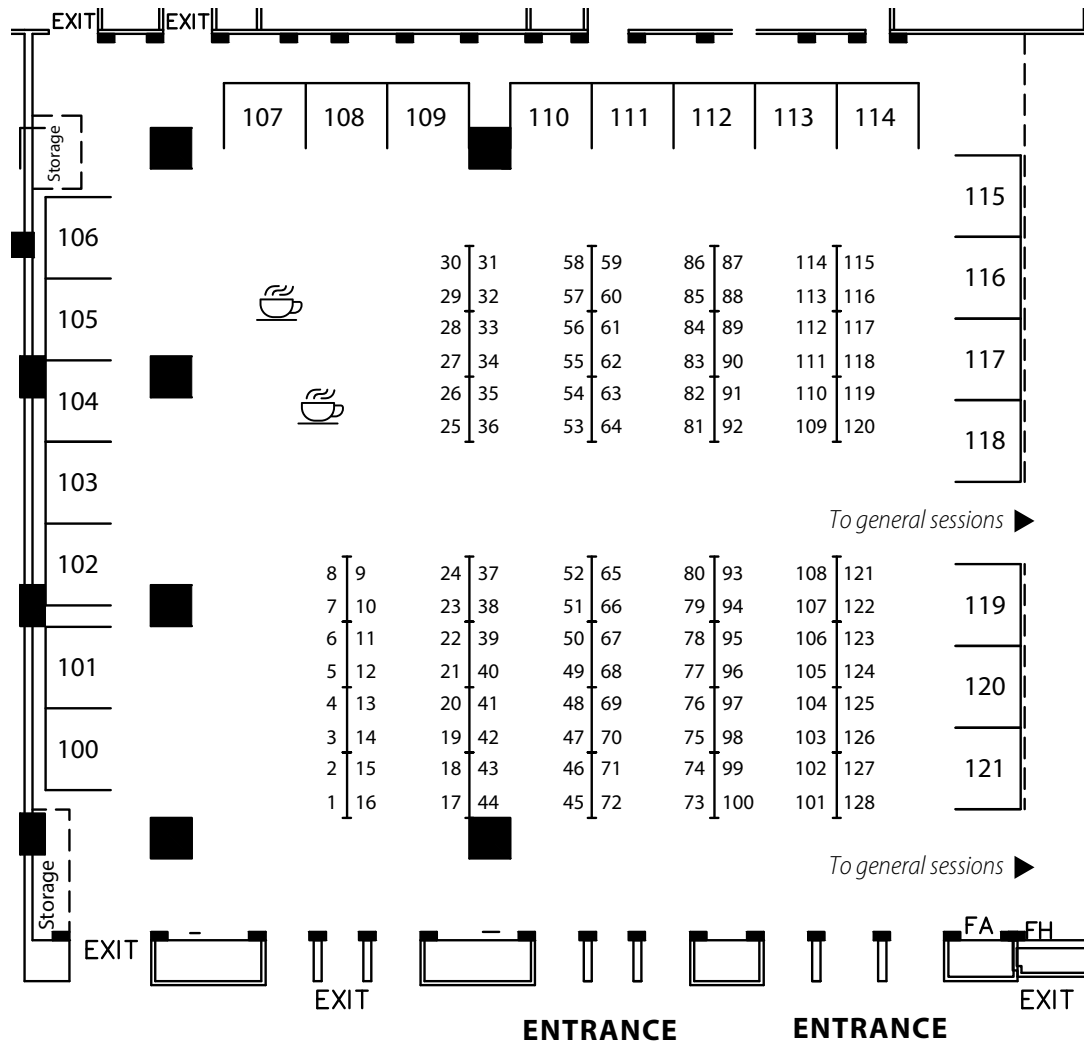 EXIT EXIT
107 108 109 110 111 112 113 114
Storage
115
106
116
105
117
104
118
103
102
30 31 58 59 86 87 114 115
29 32 57 60 85 88 113 116
28 33 56 61 84 89 112 117
27 34 55 62 83 90 111 118
26 35 54 63 82 91 110 119
25 36 53 64 81 92 109 120
To general sessions
8 9 24 37 52 65 80 93 108 121
7 10 23 38 51 66 79 94 107 122
6 11 22 39 50 67 78 95 106 123
5 12 21 40 49 68 77 96 105 124
4 13 20 41 48 69 76 97 104 125
3 14 19 42 47 70 75 98 103 126
2 15 18 43 46 71 74 99 102 127
1 16 17 44 45 72 73 100 101 128
101
100
119
120
121
To general sessions
Storage
EXIT
FA FH
EXIT
EXIT
ENTRANCE ENTRANCE